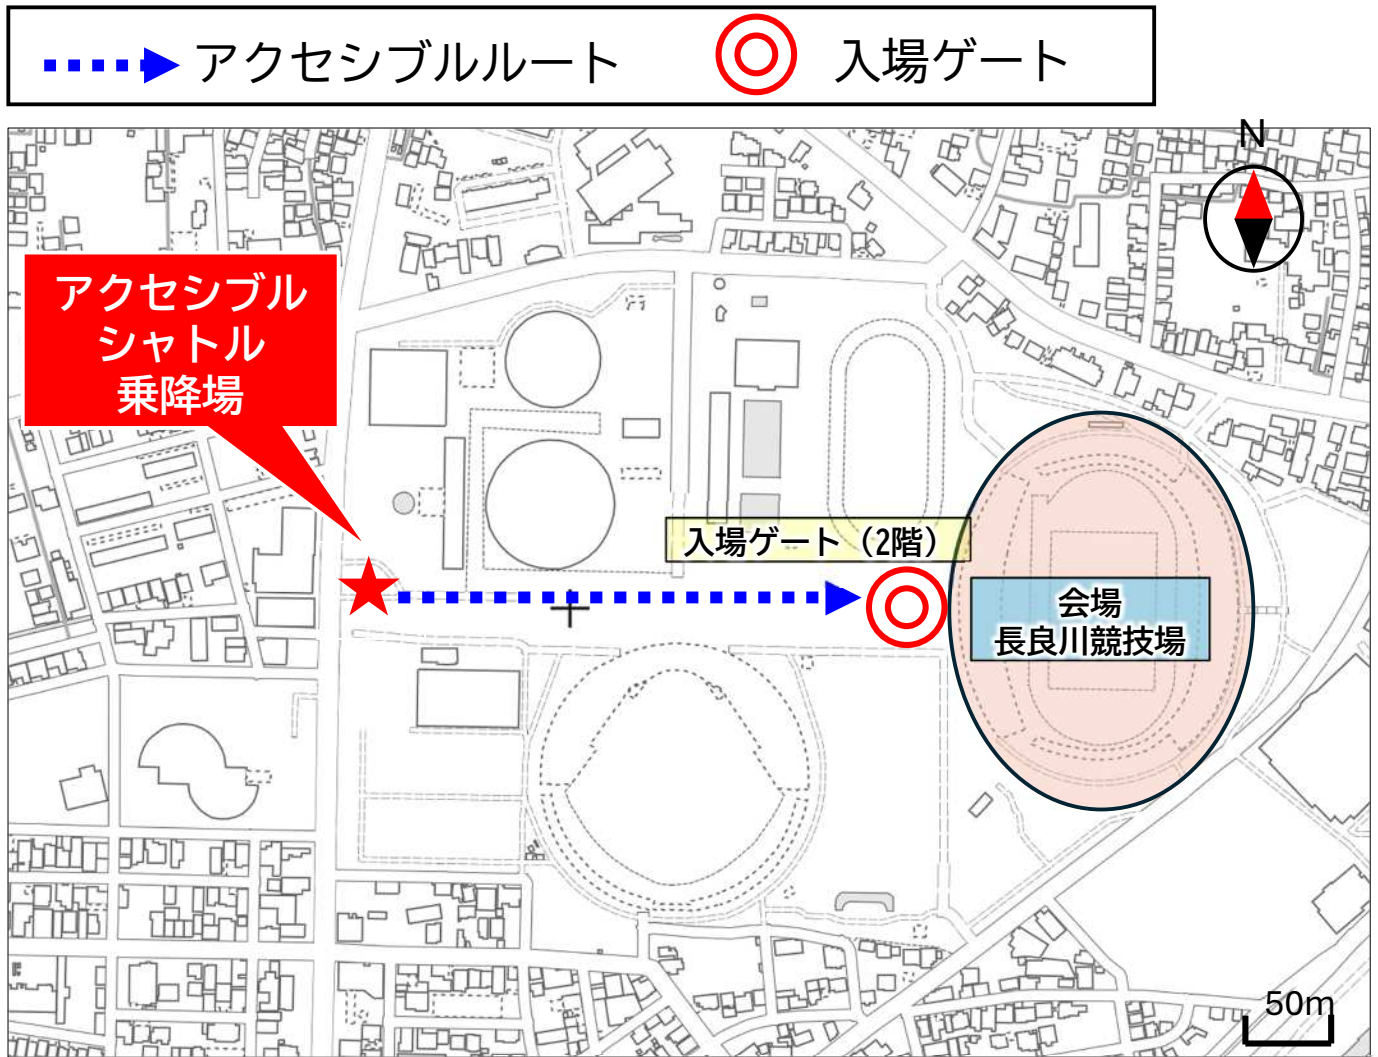 アクセシブルルート
入場ゲート
N
アクセシブル
シャトル
乗降場
入場ゲート（2階）
会場
長良川競技場
50m